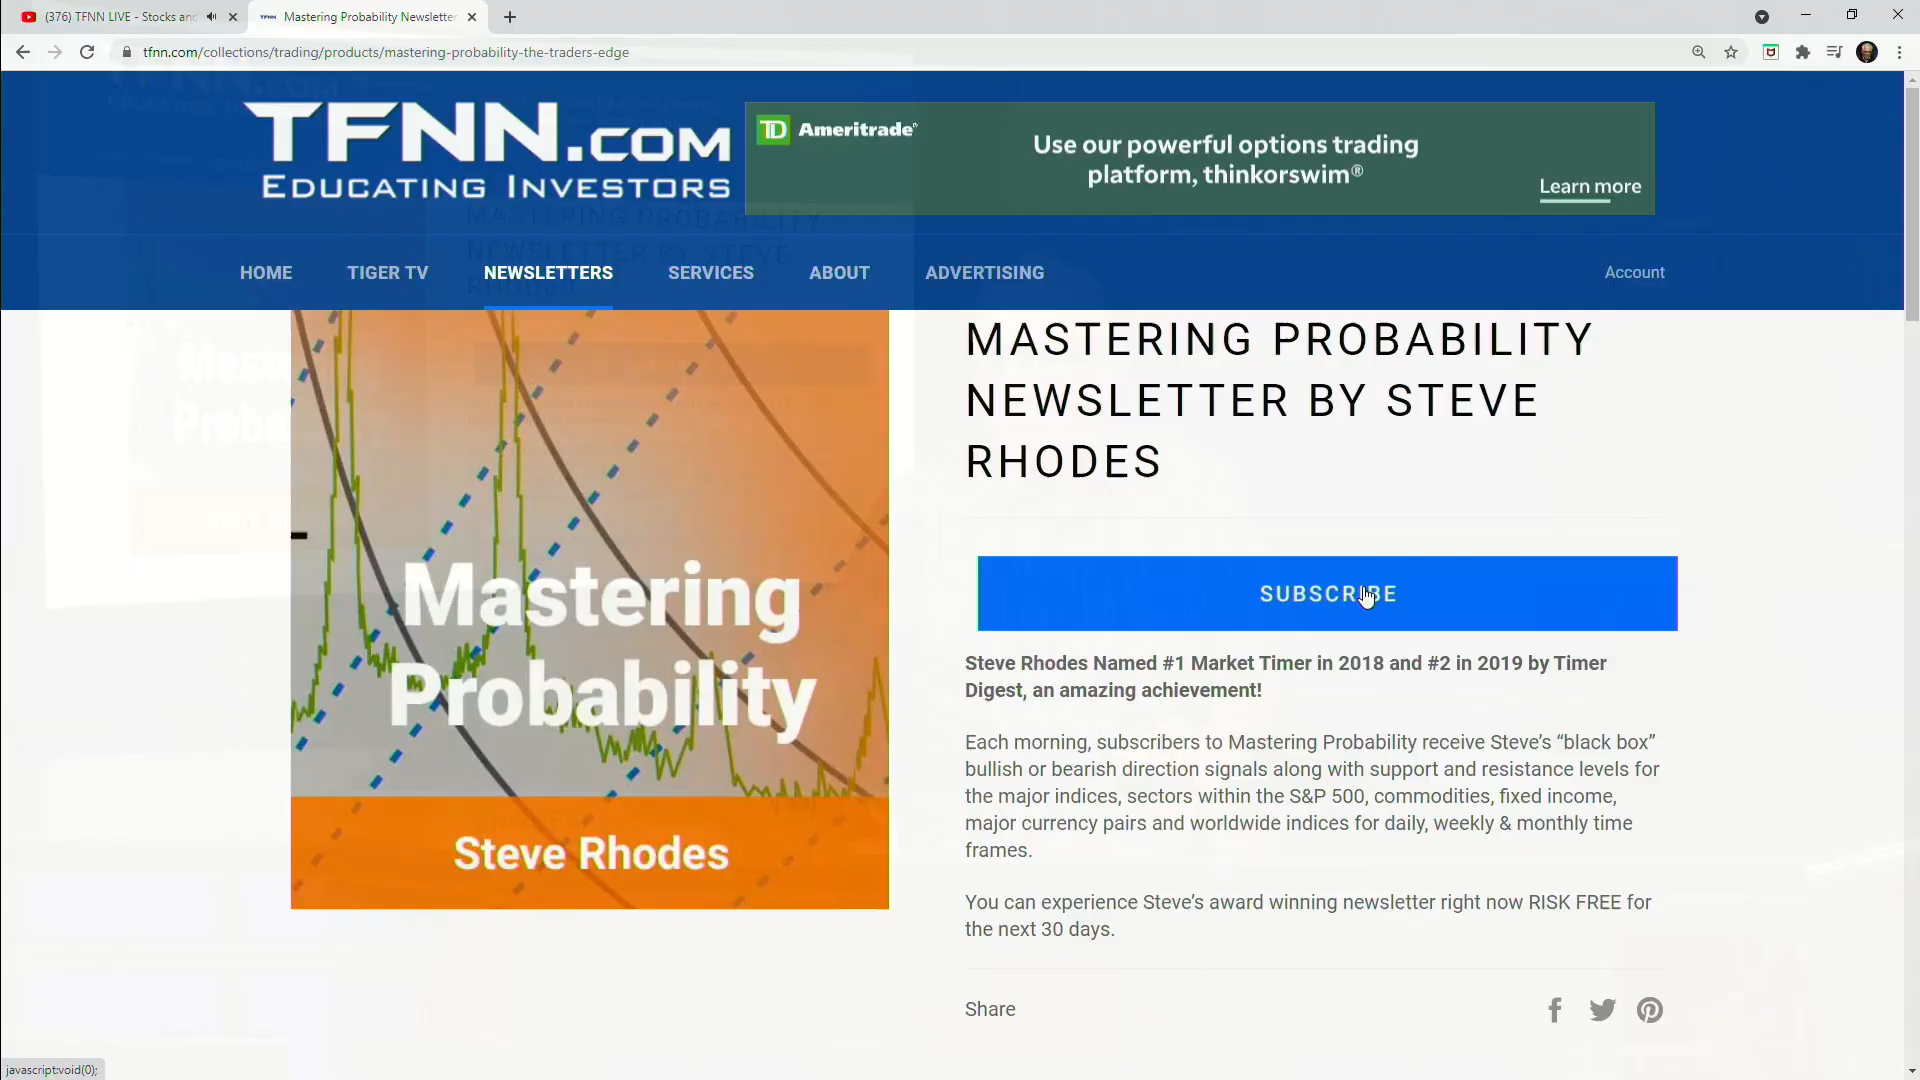 (376) TFNN LIVE - Stocks and
Mastering Probability Newsletter
tfnn.com/collections/trading/products/mastering-probability-the-traders-edge
TFNN.COM
EDUCATING INVESTORS
TD Ameritrade®
Use our powerful options trading
platform, thinkorswim®
Learn more
HOME TIGER TV NEWSLETTERS SERVICES ABOUT ADVERTISING Account
Mastering
Probability
Steve Rhodes
MASTERING PROBABILITY
NEWSLETTER BY STEVE
RHODES
SUBSCRIBE
Steve Rhodes Named #1 Market Timer in 2018 and #2 in 2019 by Timer
Digest, an amazing achievement!
Each morning, subscribers to Mastering Probability receive Steve’s “black box”
bullish or bearish direction signals along with support and resistance levels for
the major indices, sectors within the S&P 500, commodities, fixed income,
major currency pairs and worldwide indices for daily, weekly & monthly time
frames.
You can experience Steve’s award winning newsletter right now RISK FREE for
the next 30 days.
Share
javascript:void(0);